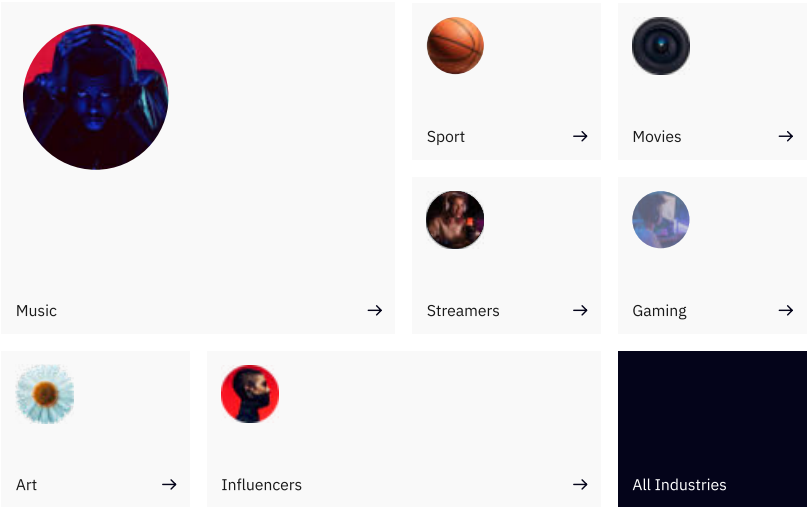 Sport
Movies
Music
Streamers
Gaming
Art
Influencers
All Industries